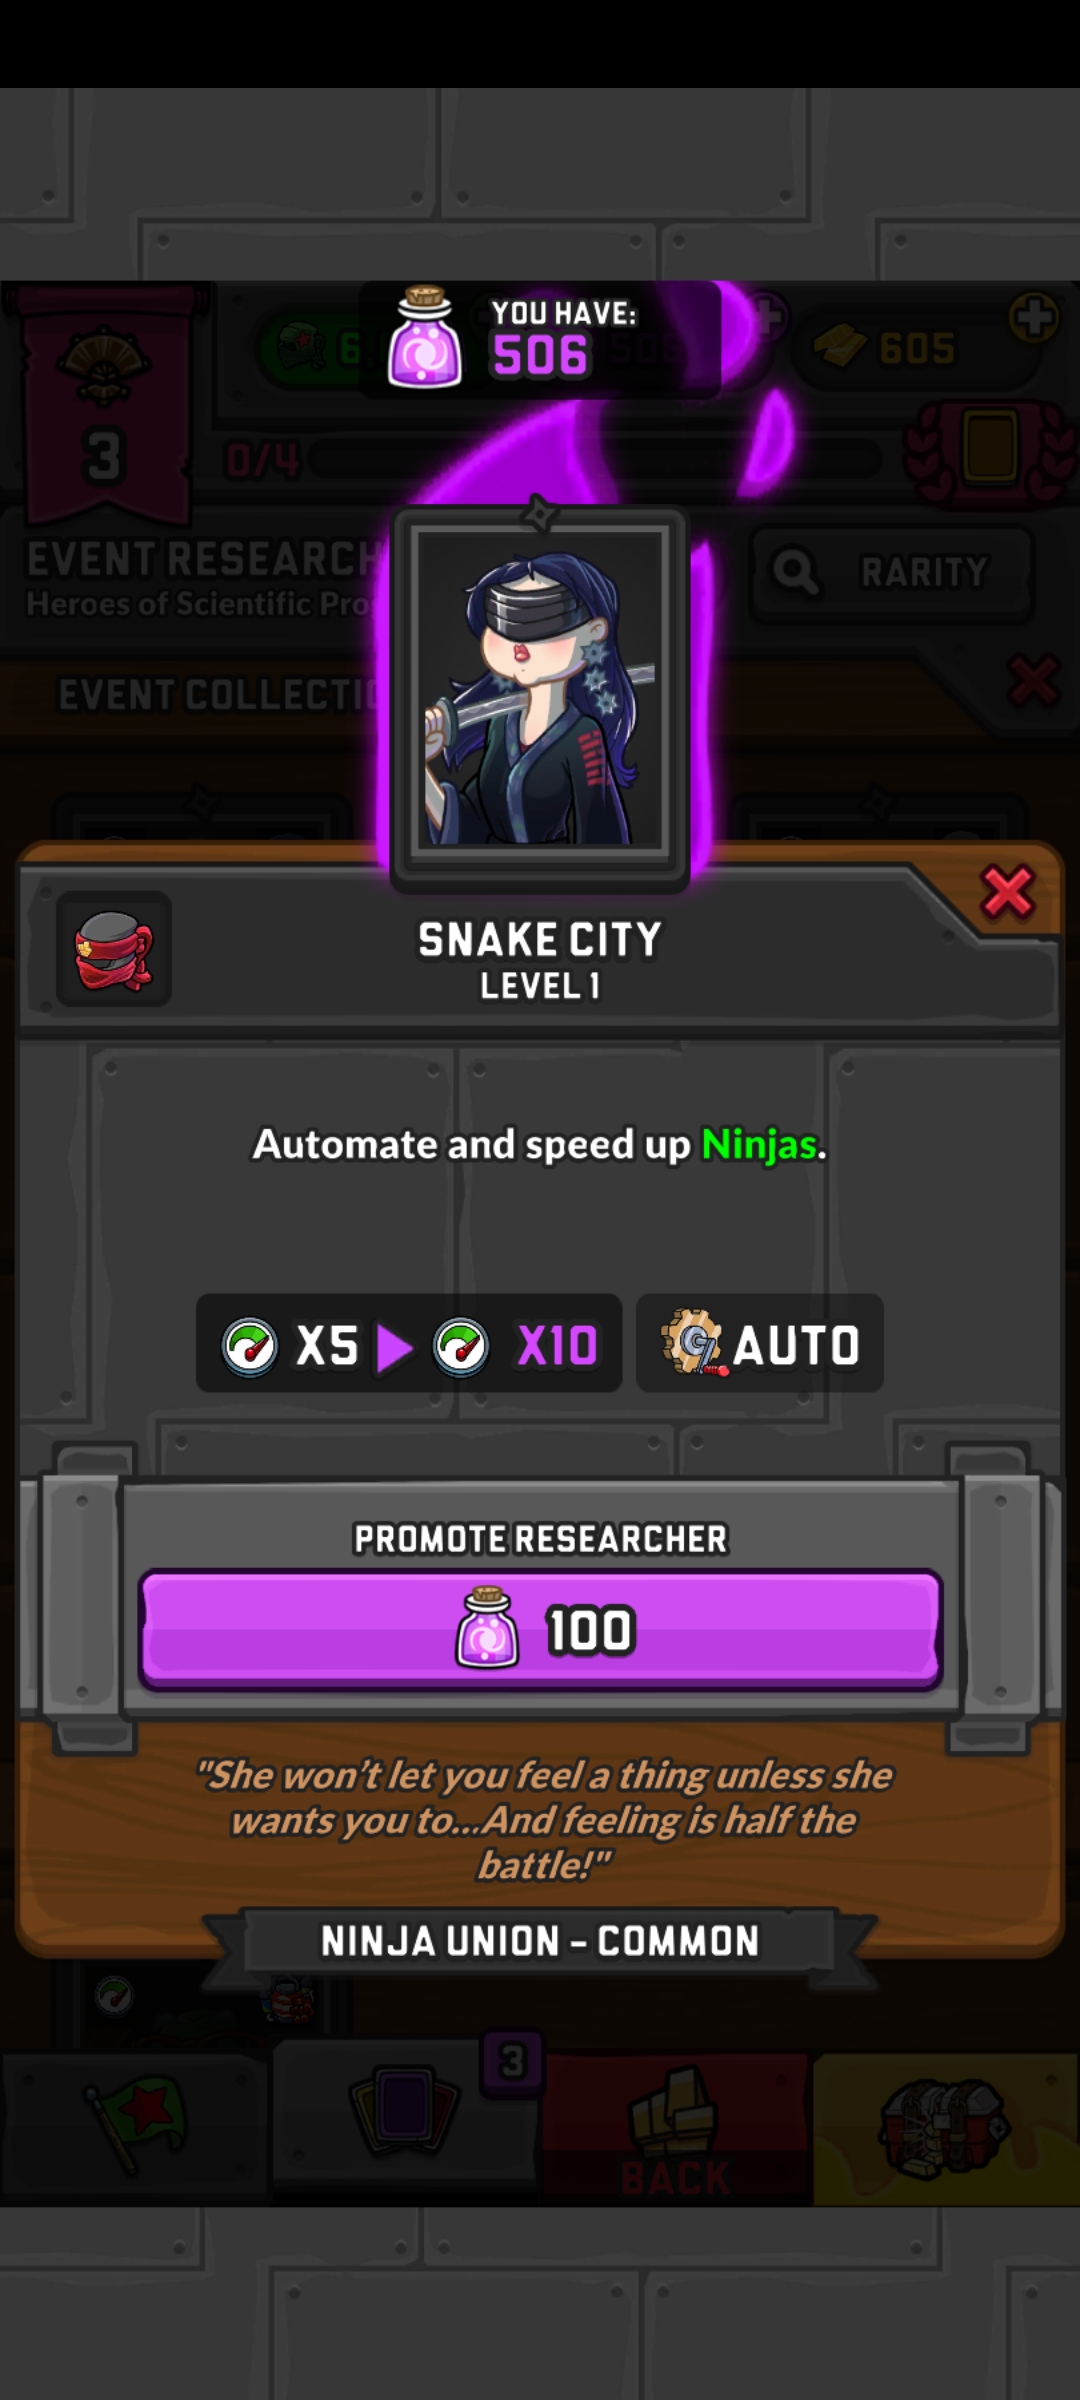 YOU HAVE:
506
605
3
0/4
EVENT RESEARCH
Heroes of Scientific Pro
RARITY
EVENT COLLECTIO
SNAKE CITY
LEVEL 1
Automate and speed up Ninjas.
X5 X10 AUTO
PROMOTE RESEARCHER
100
"She won't let you feel a thing unless she
wants you to...And feeling is half the
battle!"
NINJA UNION - COMMON
3
BACK